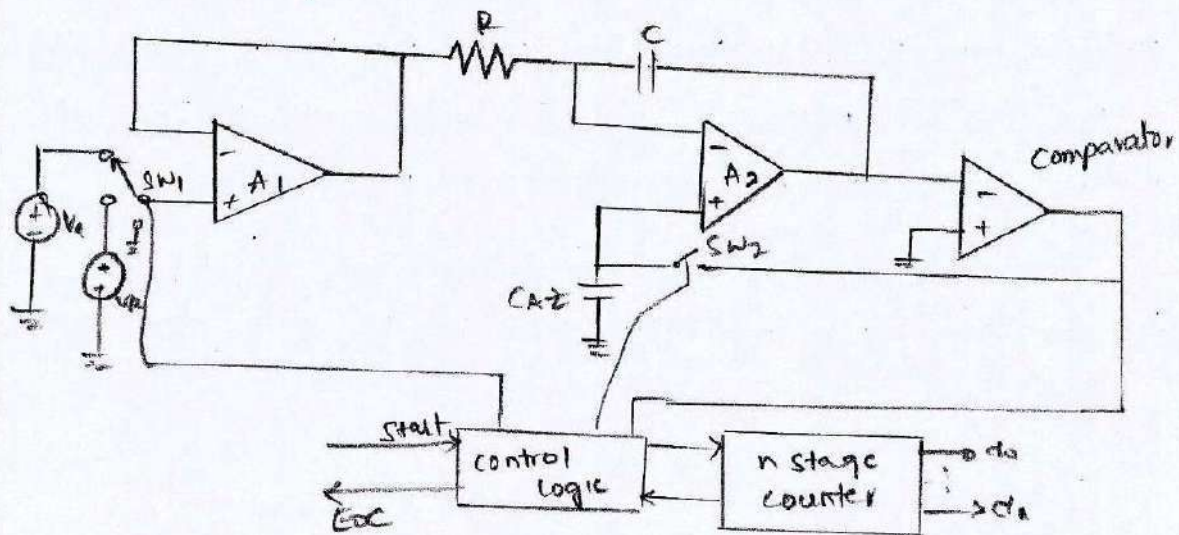 R
C
-
A1
+
-
A2
+
Comparator
-
+
SW1
Va
SW2
CAZ
Start
EOC
control
logic
n stage
counter